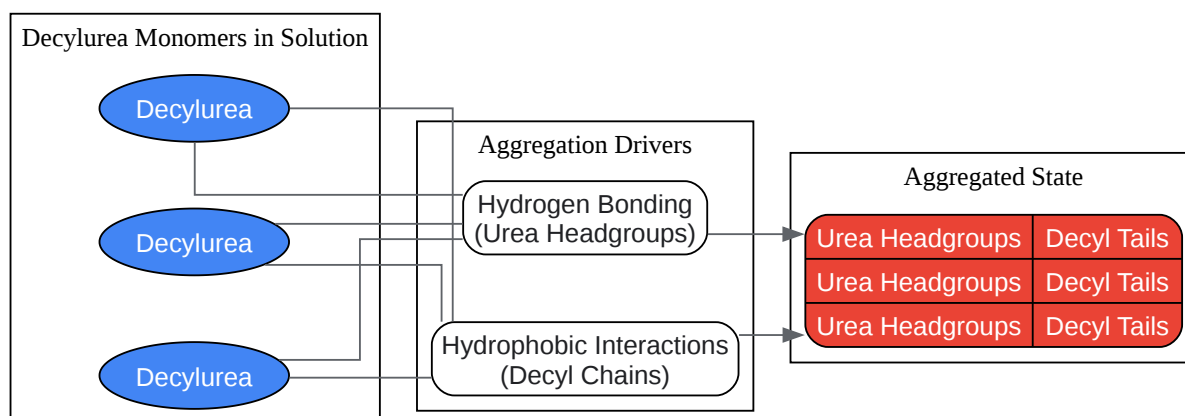 Decylurea Monomers in Solution
Decylurea
Decylurea
Decylurea
Aggregation Drivers
Hydrogen Bonding
(Urea Headgroups)
Hydrophobic Interactions
(Decyl Chains)
Aggregated State
Urea Headgroups Decyl Tails
Urea Headgroups Decyl Tails
Urea Headgroups Decyl Tails